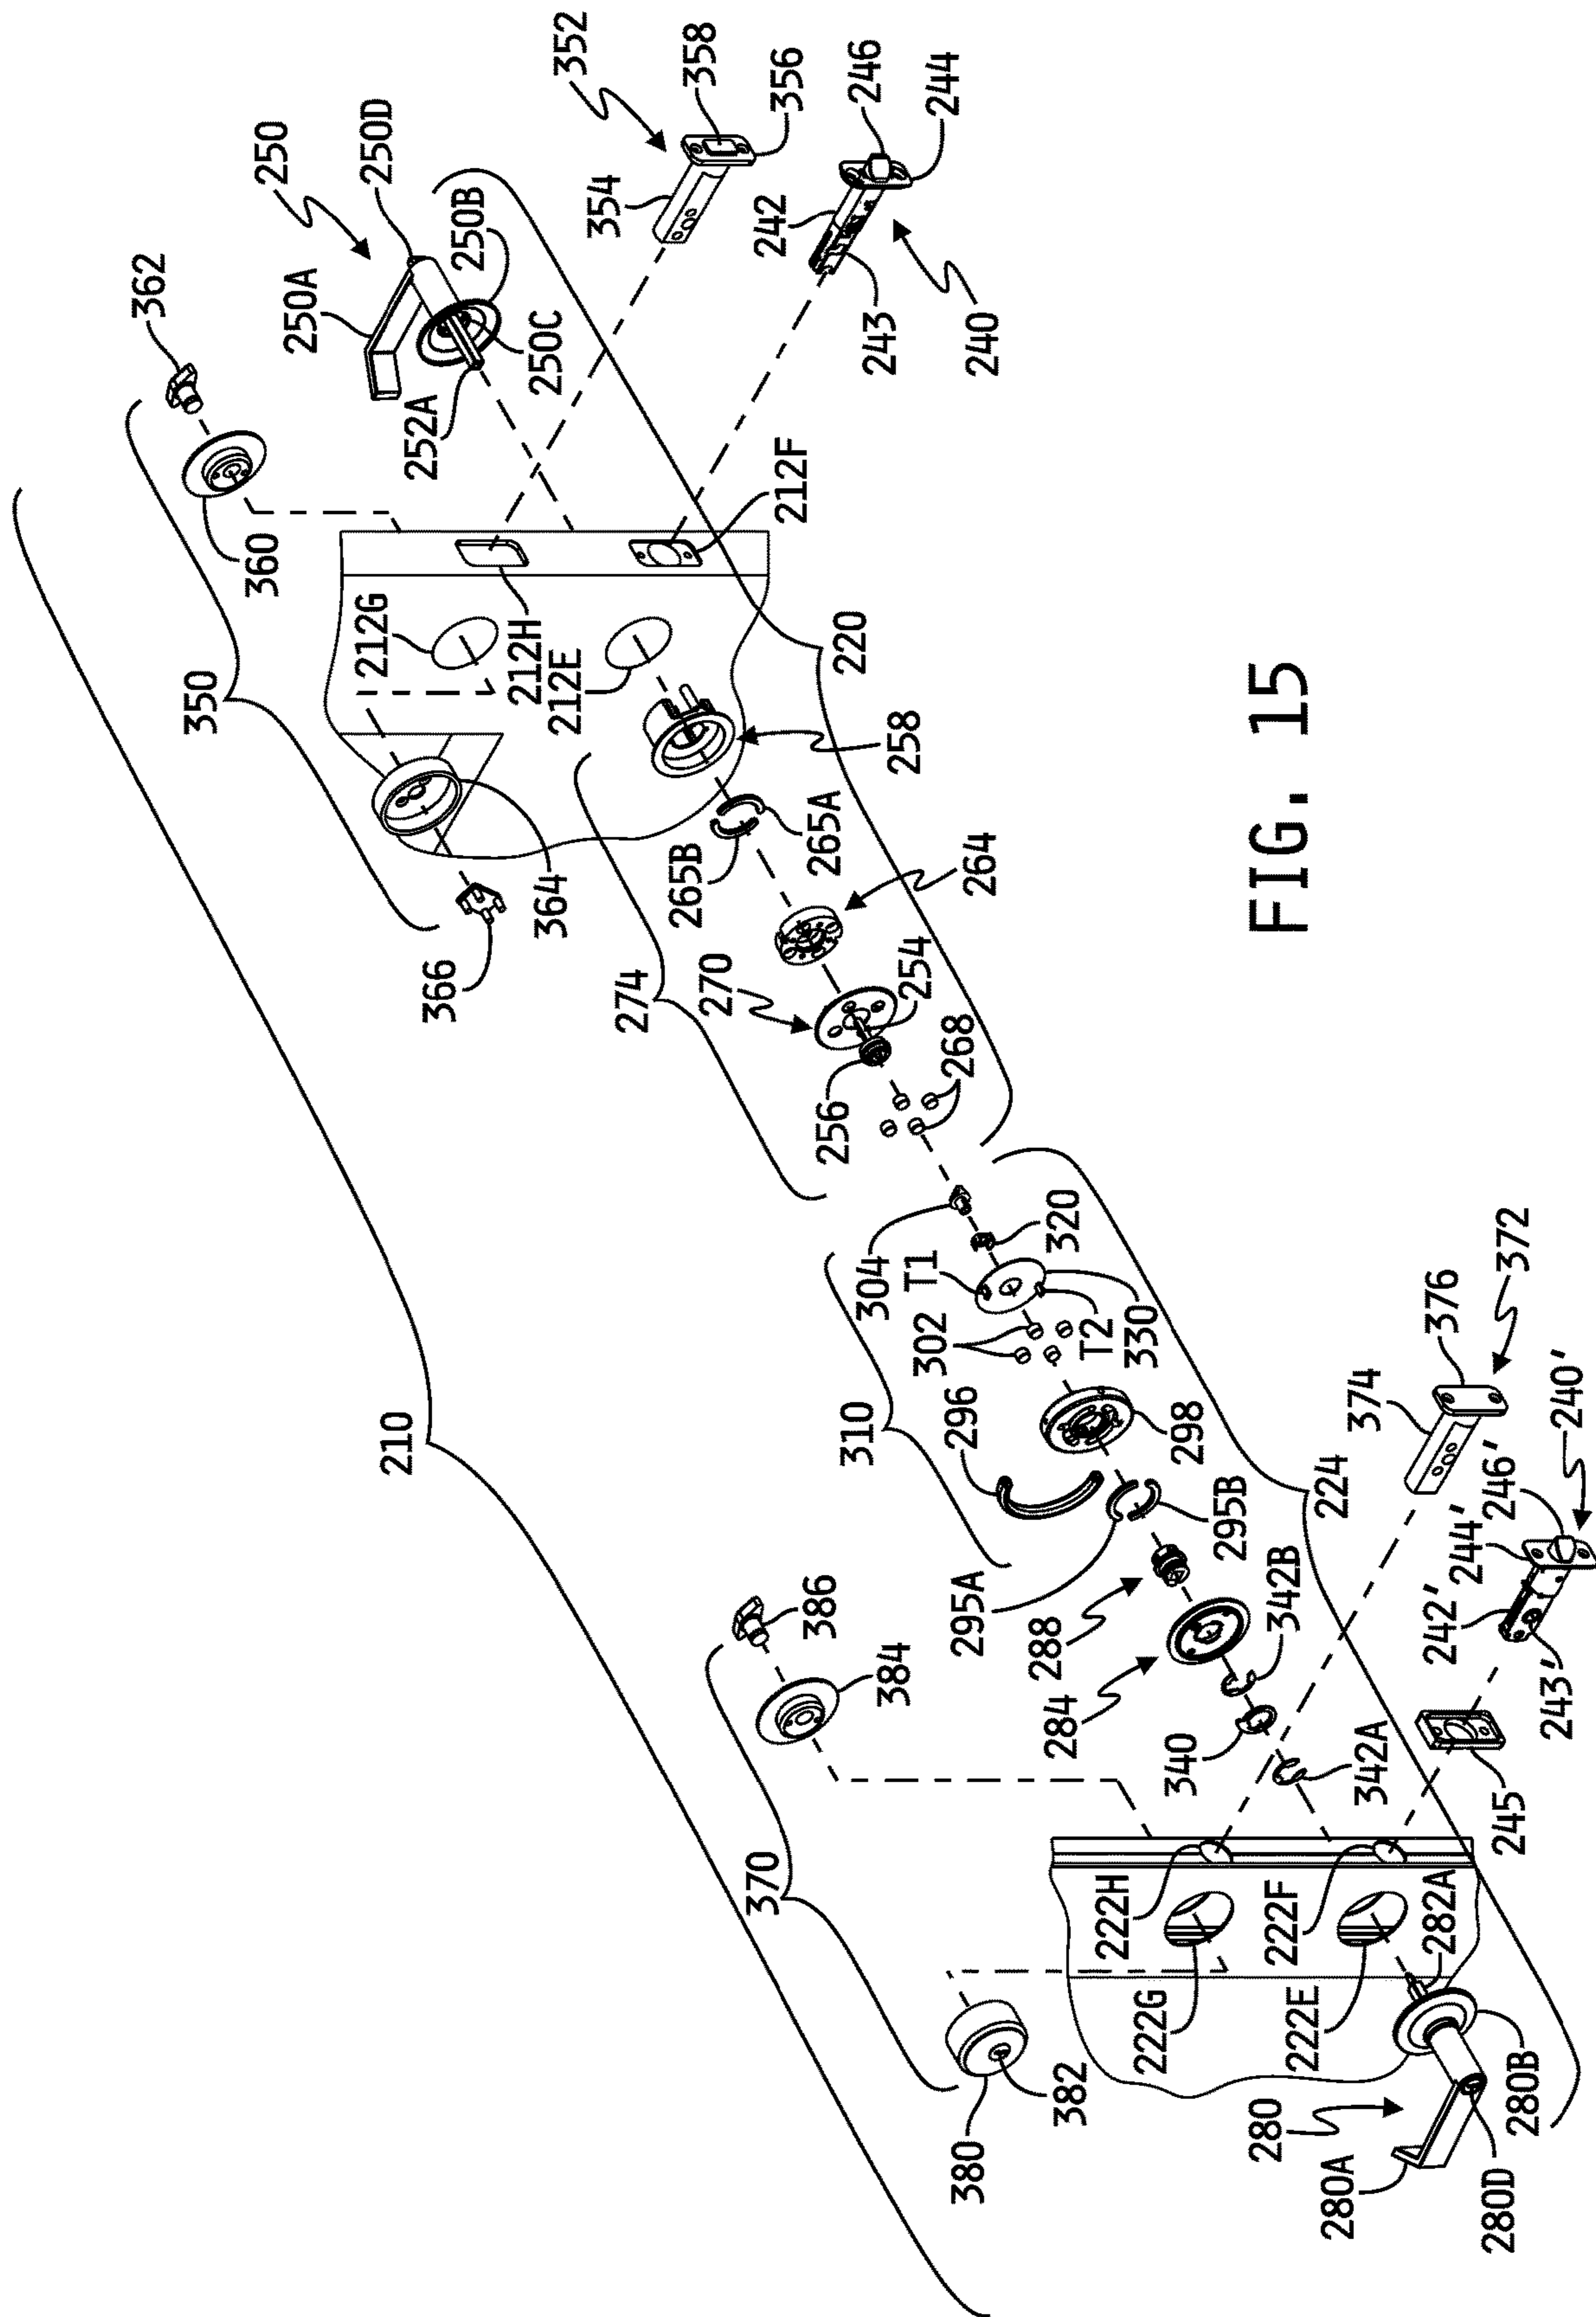 210
350
362
360
250
250A
250D
250B
250C
252A
352
354
358
356
242
246
243
244
240
212G
212H
212E
212F
220
366
364
274
258
265A
265B
264
270
254
256
268
304
320
T1
302
T2
330
310
296
298
295A
295B
224
288
284
342B
340
342A
370
386
384
376
374
372
240'
246'
244'
242'
243'
245
222H
222F
222G
222E
282A
380
382
280
280A
280B
280D
FIG. 15